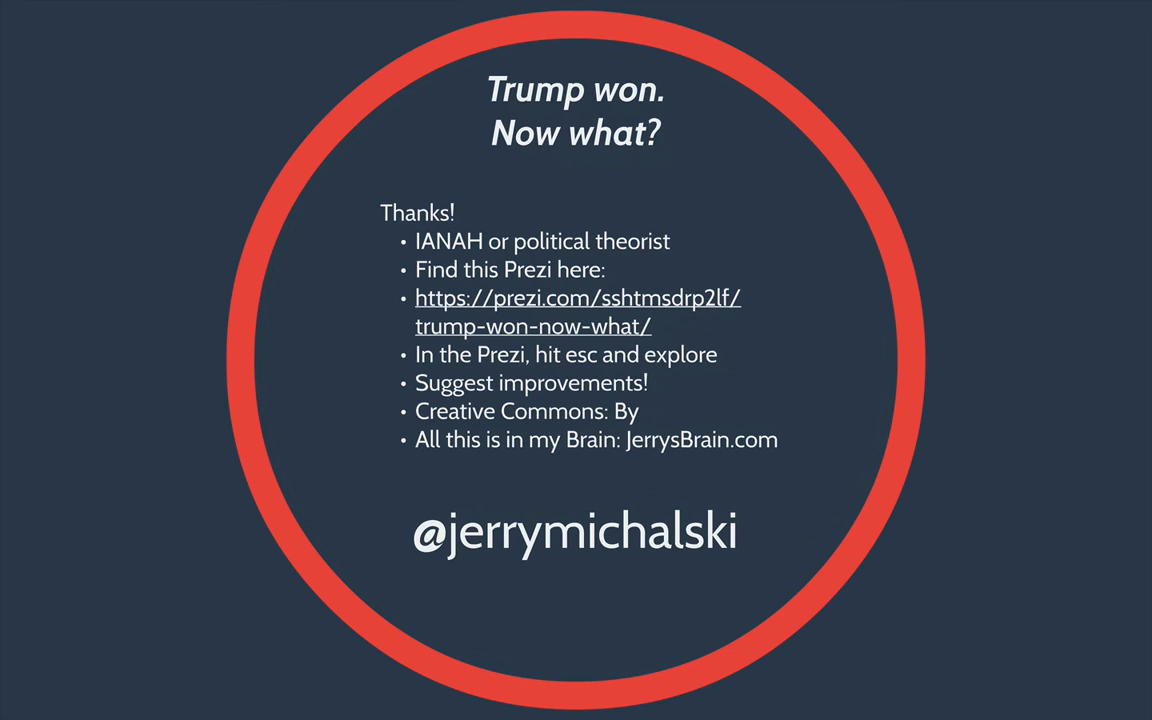 Trump won.
Now what?
Thanks!
• IANAH or political theorist
• Find this Prezi here:
• https://prezi.com/sshtmsdrp2lf/
trump-won-now-what/
• In the Prezi, hit esc and explore
• Suggest improvements!
• Creative Commons: By
• All this is in my Brain: JerrysBrain.com
@jerrymichalski